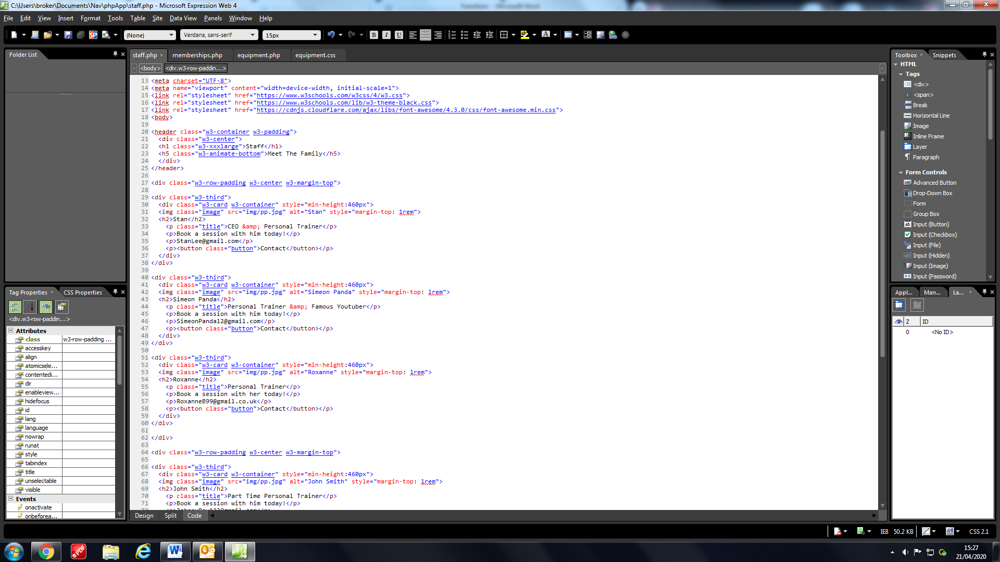 C:\Users\broker\Documents\Nav\phpApp\staff.php - Microsoft Expression Web 4
File Edit View Insert Format Tools Table Site Data View Panels Window Help
(None) Verdana, sans-serif 15px B I U
Folder List
staff.php memberships.php equipment.php equipment.css
<body> <div.w3-row-paddin...>
13 <meta charset="UTF-8">
14 <meta name="viewport" content="width=device-width, initial-scale=1">
15 <link rel="stylesheet" href="https://www.w3schools.com/w3css/4/w3.css">
16 <link rel="stylesheet" href="https://www.w3schools.com/lib/w3-theme-black.css">
17 <link rel="stylesheet" href="https://cdnjs.cloudflare.com/ajax/libs/font-awesome/4.3.0/css/font-awesome.min.css">
18 <body>
19
20 <header class="w3-container w3-padding">
21 <div class="w3-center">
22 <h1 class="w3-xxxlarge">Staff</h1>
23 <h5 class="w3-animate-bottom">Meet The Family</h5>
24 </div>
25 </header>
26
27 <div class="w3-row-padding w3-center w3-margin-top">
28
29 <div class="w3-third">
30 <div class="w3-card w3-container" style="min-height:460px">
31 <img class="image" src="img/pp.jpg" alt="Stan" style="margin-top: 1rem">
32 <h2>Stan</h2>
33 <p class="title">CEO &amp; Personal Trainer</p>
34 <p>Book a session with him today!</p>
35 <p>StanLee@gmail.com</p>
36 <p><button class="button">Contact</button></p>
37 </div>
38 </div>
39
40 <div class="w3-third">
41 <div class="w3-card w3-container" style="min-height:460px">
42 <img class="image" src="img/pp.jpg" alt="Simeon Panda" style="margin-top: 1rem">
43 <h2>Simeon Panda</h2>
44 <p class="title">Personal Trainer &amp; Famous Youtuber</p>
45 <p>Book a session with him today!</p>
46 <p>SimeonPanda12@gmail.com</p>
47 <p><button class="button">Contact</button></p>
48 </div>
49 </div>
50
51 <div class="w3-third">
52 <div class="w3-card w3-container" style="min-height:460px">
53 <img class="image" src="img/pp.jpg" alt="Roxanne" style="margin-top: 1rem">
54 <h2>Roxanne</h2>
55 <p class="title">Personal Trainer</p>
56 <p>Book a session with her today!</p>
57 <p>RoxanneB99@gmail.co.uk</p>
58 <p><button class="button">Contact</button></p>
59 </div>
60 </div>
61
62 </div>
63
64 <div class="w3-row-padding w3-center w3-margin-top">
65
66 <div class="w3-third">
67 <div class="w3-card w3-container" style="min-height:460px">
68 <img class="image" src="img/pp.jpg" alt="John Smith" style="margin-top: 1rem">
69 <h2>John Smith</h2>
70 <p class="title">Part Time Personal Trainer</p>
71 <p>Book a session with him today!</p>
Design Split Code
Tag Properties CSS Properties
<div.w3-row-paddin...>
Attributes
class w3-row-padding ...
accesskey
align
atomicsele...
contentedi...
dir
enableview...
hidefocus
id
lang
language
nowrap
runat
style
tabindex
title
unselectable
visible
Events
onactivate
onbeforea...
Toolbox Snippets
HTML
Tags
<div>
<span>
Break
Horizontal Line
Image
Inline Frame
Layer
Paragraph
Form Controls
Advanced Button
Drop-Down Box
Form
Group Box
Input (Button)
Input (Checkbox)
Input (File)
Input (Hidden)
Input (Image)
Input (Password)
Appl... Man... La...
Z ID
0 <No ID>
IE8 50.2 KB CSS 2.1
15:27
21/04/2020